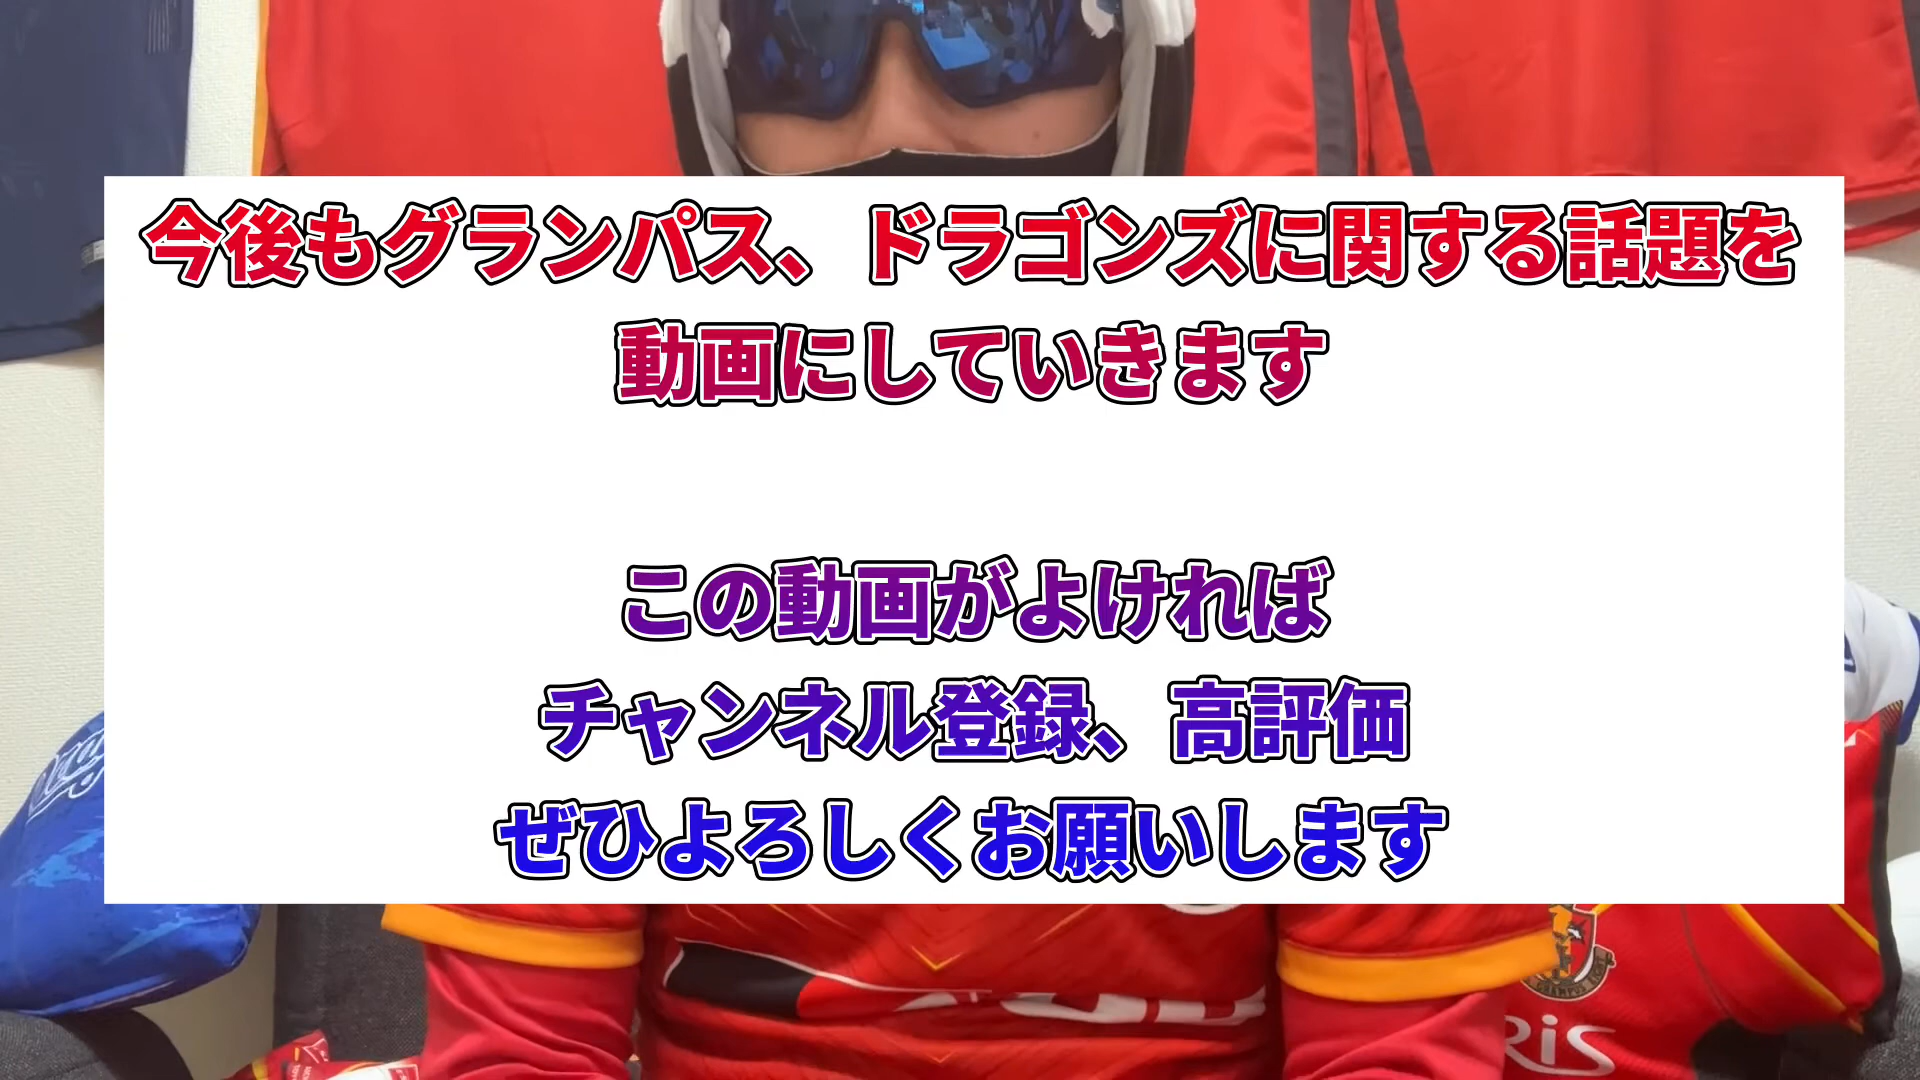 今後もグランパス、ドラゴンズに関する話題を
動画にしていきます
この動画がよければ
チャンネル登録、高評価
ぜひよろしくお願いします
RiS